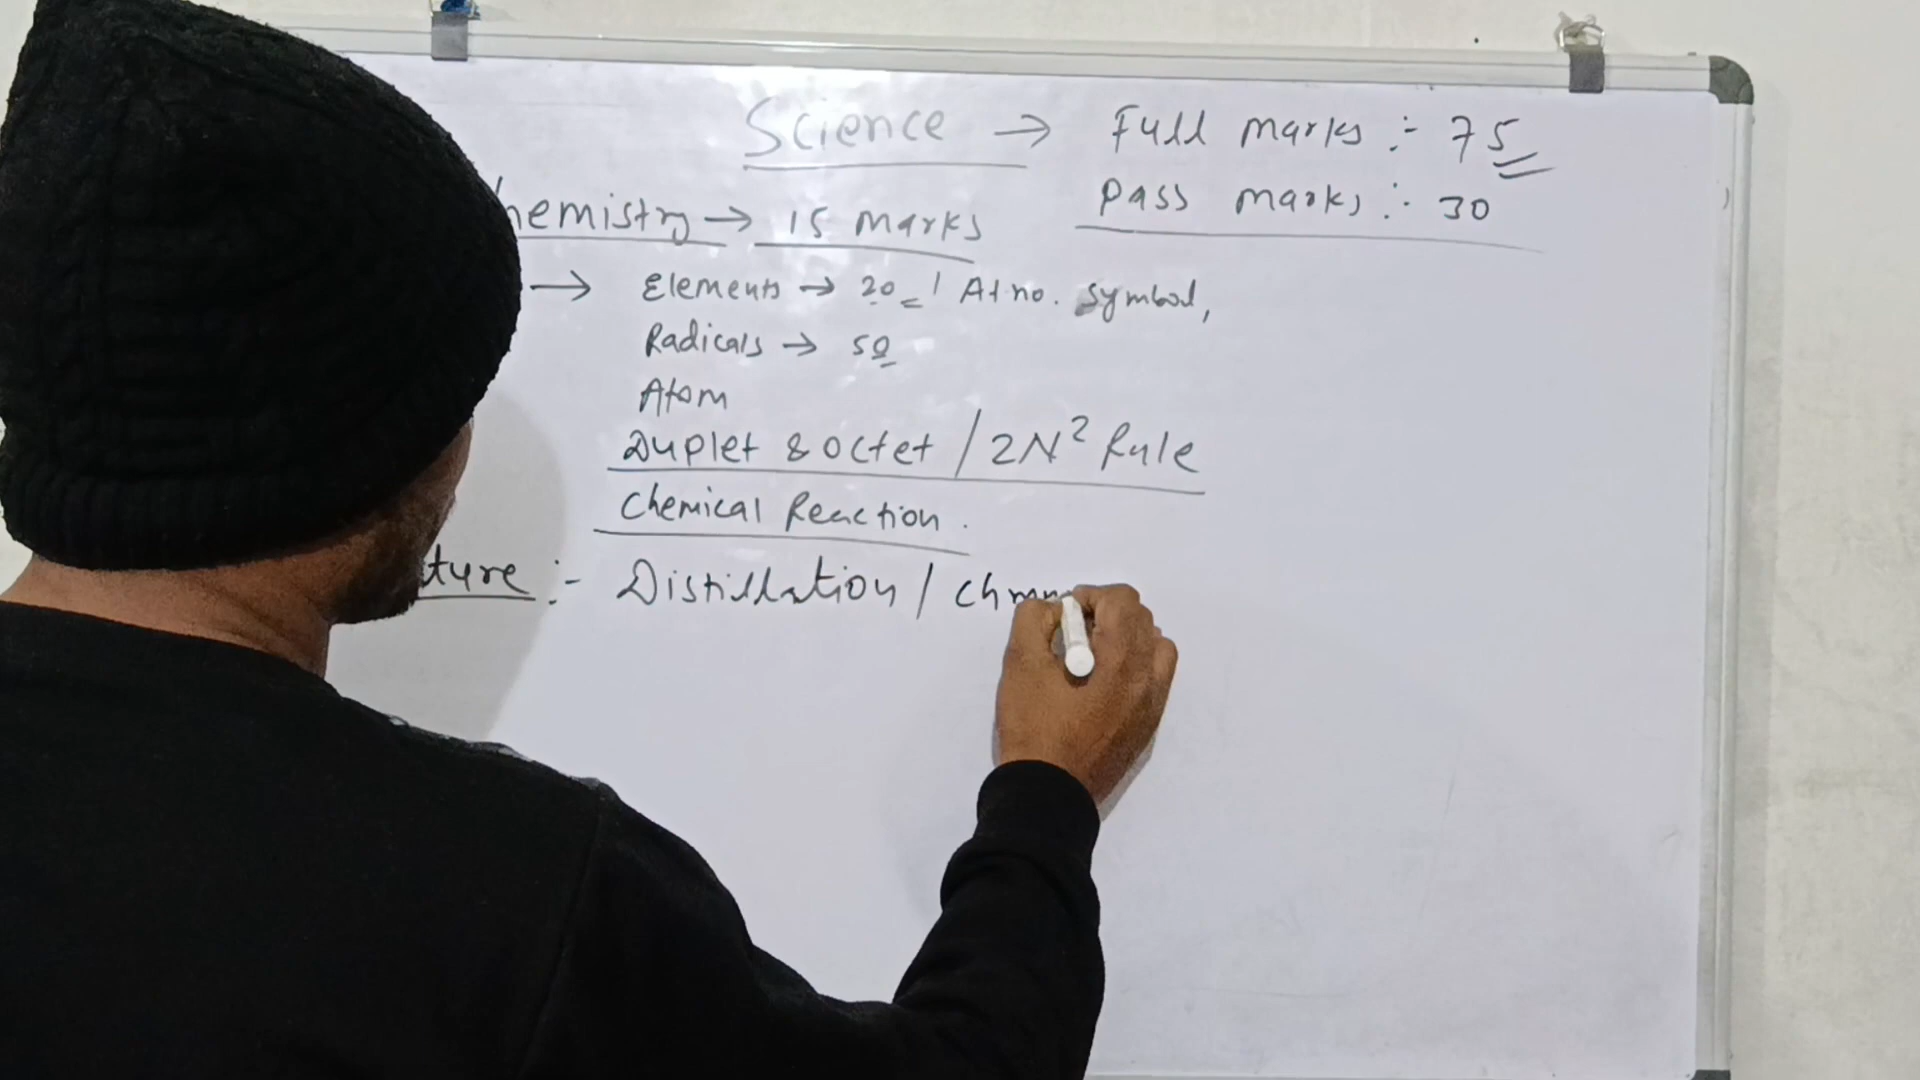 Science → Full marks :- 75
Pass marks :- 30
hemistry → 15 marks
→ Elements → 20, At no. Symbol,
Radicals → 50
Atom
Duplet & Octet / 2N² Rule
Chemical Reaction.
ture :- Distillation / Chrom